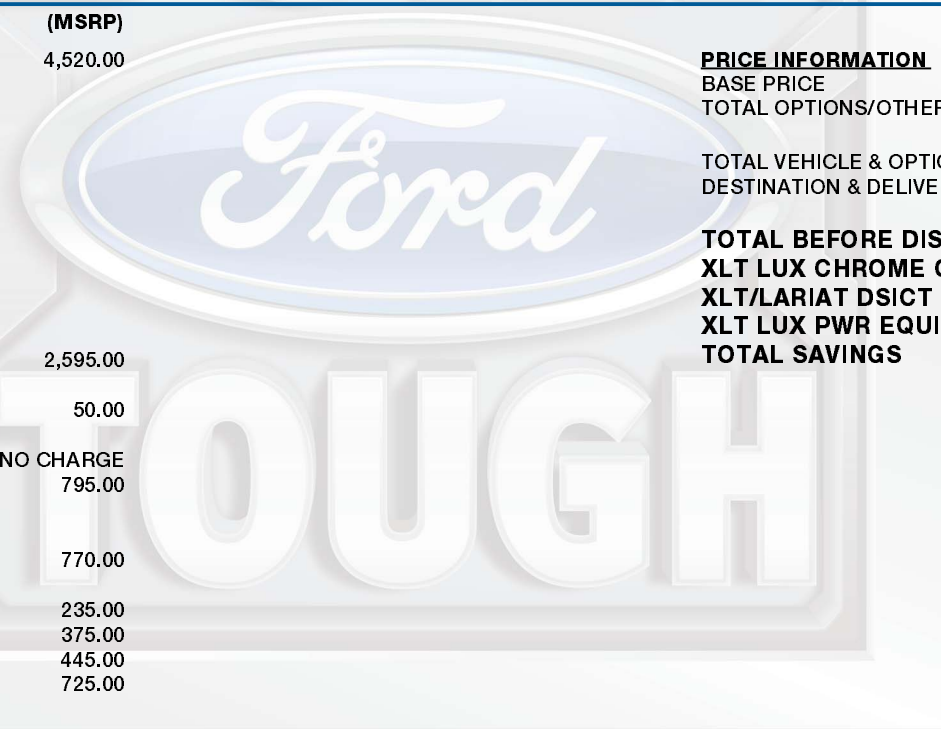 (MSRP)
4,520.00
2,595.00
50.00
NO CHARGE
795.00
770.00
235.00
375.00
445.00
725.00
Ford
TOUGH
PRICE INFORMATION
BASE PRICE
TOTAL OPTIONS/OTHER
TOTAL VEHICLE & OPTIO
DESTINATION & DELIVE
TOTAL BEFORE DIS
XLT LUX CHROME C
XLT/LARIAT DSICT
XLT LUX PWR EQUI
TOTAL SAVINGS